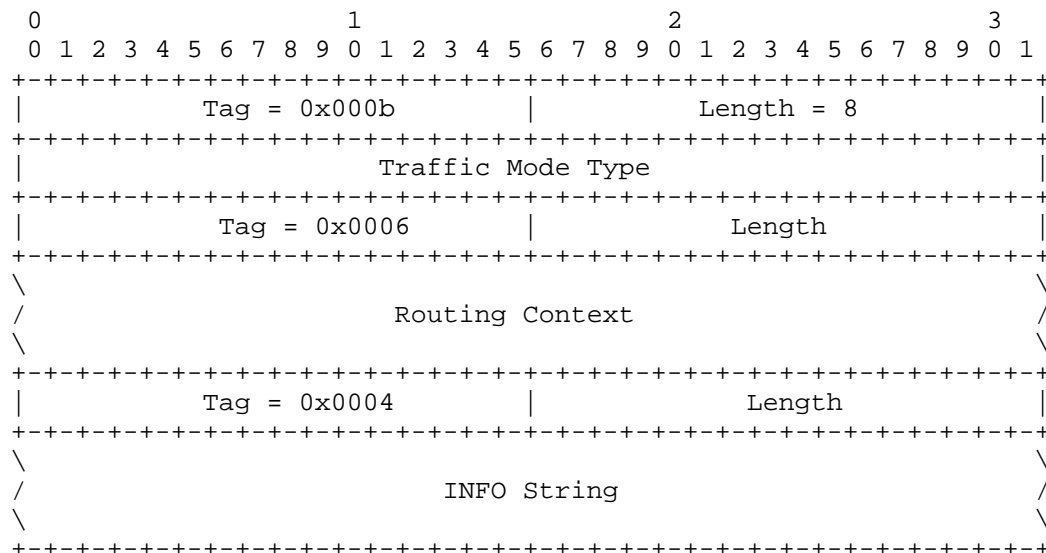 0                   1                   2                   3
 0 1 2 3 4 5 6 7 8 9 0 1 2 3 4 5 6 7 8 9 0 1 2 3 4 5 6 7 8 9 0 1
+-+-+-+-+-+-+-+-+-+-+-+-+-+-+-+-+-+-+-+-+-+-+-+-+-+-+-+-+-+-+-+-+
|           Tag = 0x000b        |          Length = 8           |
+-+-+-+-+-+-+-+-+-+-+-+-+-+-+-+-+-+-+-+-+-+-+-+-+-+-+-+-+-+-+-+-+
|                      Traffic Mode Type                        |
+-+-+-+-+-+-+-+-+-+-+-+-+-+-+-+-+-+-+-+-+-+-+-+-+-+-+-+-+-+-+-+-+
|            Tag = 0x0006       |            Length             |
+-+-+-+-+-+-+-+-+-+-+-+-+-+-+-+-+-+-+-+-+-+-+-+-+-+-+-+-+-+-+-+-+
\                                                               \
/                       Routing Context                         /
\                                                               \
+-+-+-+-+-+-+-+-+-+-+-+-+-+-+-+-+-+-+-+-+-+-+-+-+-+-+-+-+-+-+-+-+
|           Tag = 0x0004        |             Length            |
+-+-+-+-+-+-+-+-+-+-+-+-+-+-+-+-+-+-+-+-+-+-+-+-+-+-+-+-+-+-+-+-+
\                                                               \
/                          INFO String                          /
\                                                               \
+-+-+-+-+-+-+-+-+-+-+-+-+-+-+-+-+-+-+-+-+-+-+-+-+-+-+-+-+-+-+-+-+